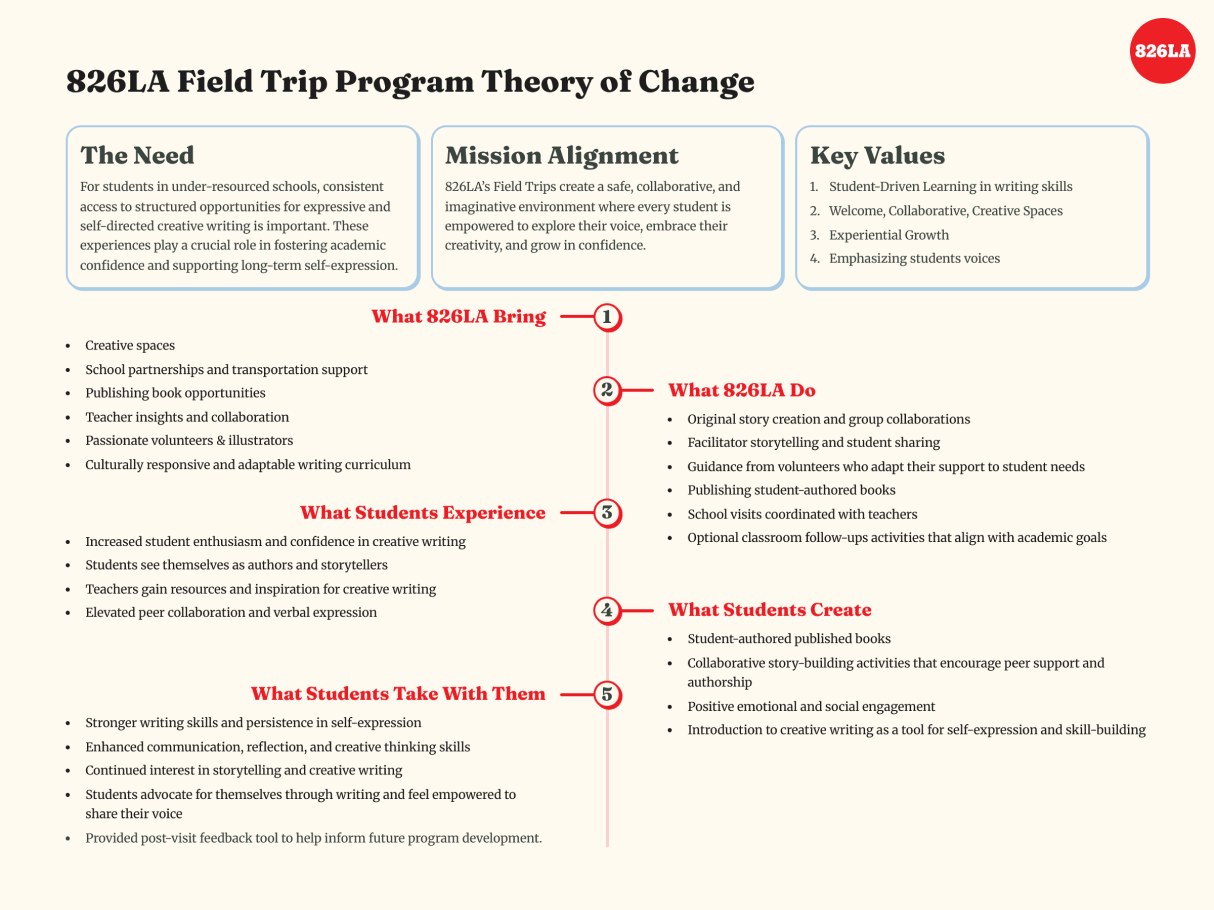 826LA
826LA Field Trip Program Theory of Change
The Need
For students in under-resourced schools, consistent
access to structured opportunities for expressive and
self-directed creative writing is important. These
experiences play a crucial role in fostering academic
confidence and supporting long-term self-expression.
Mission Alignment
826LA's Field Trips create a safe, collaborative, and
imaginative environment where every student is
empowered to explore their voice, embrace their
creativity, and grow in confidence.
Key Values
1. Student-Driven Learning in writing skills
2. Welcome, Collaborative, Creative Spaces
3. Experiential Growth
4. Emphasizing students voices
What 826LA Bring
1
• Creative spaces
• School partnerships and transportation support
• Publishing book opportunities
• Teacher insights and collaboration
• Passionate volunteers & illustrators
• Culturally responsive and adaptable writing curriculum
2
What 826LA Do
• Original story creation and group collaborations
• Facilitator storytelling and student sharing
• Guidance from volunteers who adapt their support to student needs
• Publishing student-authored books
• School visits coordinated with teachers
• Optional classroom follow-ups activities that align with academic goals
What Students Experience
3
• Increased student enthusiasm and confidence in creative writing
• Students see themselves as authors and storytellers
• Teachers gain resources and inspiration for creative writing
• Elevated peer collaboration and verbal expression
4
What Students Create
• Student-authored published books
• Collaborative story-building activities that encourage peer support and
authorship
• Positive emotional and social engagement
• Introduction to creative writing as a tool for self-expression and skill-building
What Students Take With Them
5
• Stronger writing skills and persistence in self-expression
• Enhanced communication, reflection, and creative thinking skills
• Continued interest in storytelling and creative writing
• Students advocate for themselves through writing and feel empowered to
share their voice
• Provided post-visit feedback tool to help inform future program development.